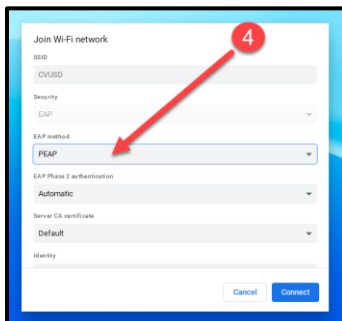 Join Wi-Fi network
4
SSID
CVUSD
Security
EAP
EAP method
PEAP
EAP Phase 2 authentication
Automatic
Server CA certificate
Default
Identity
Cancel Connect